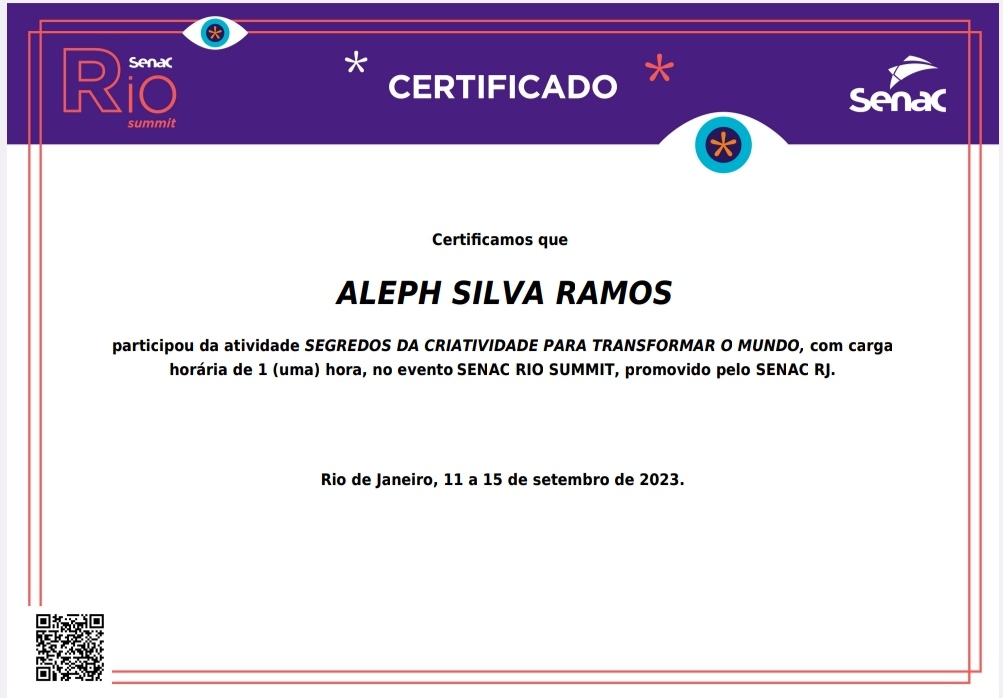 Senac
Rio
summit
CERTIFICADO
Senac
Certificamos que
ALEPH SILVA RAMOS
participou da atividade SEGREDOS DA CRIATIVIDADE PARA TRANSFORMAR O MUNDO, com carga
horária de 1 (uma) hora, no evento SENAC RIO SUMMIT, promovido pelo SENAC RJ.
Rio de Janeiro, 11 a 15 de setembro de 2023.